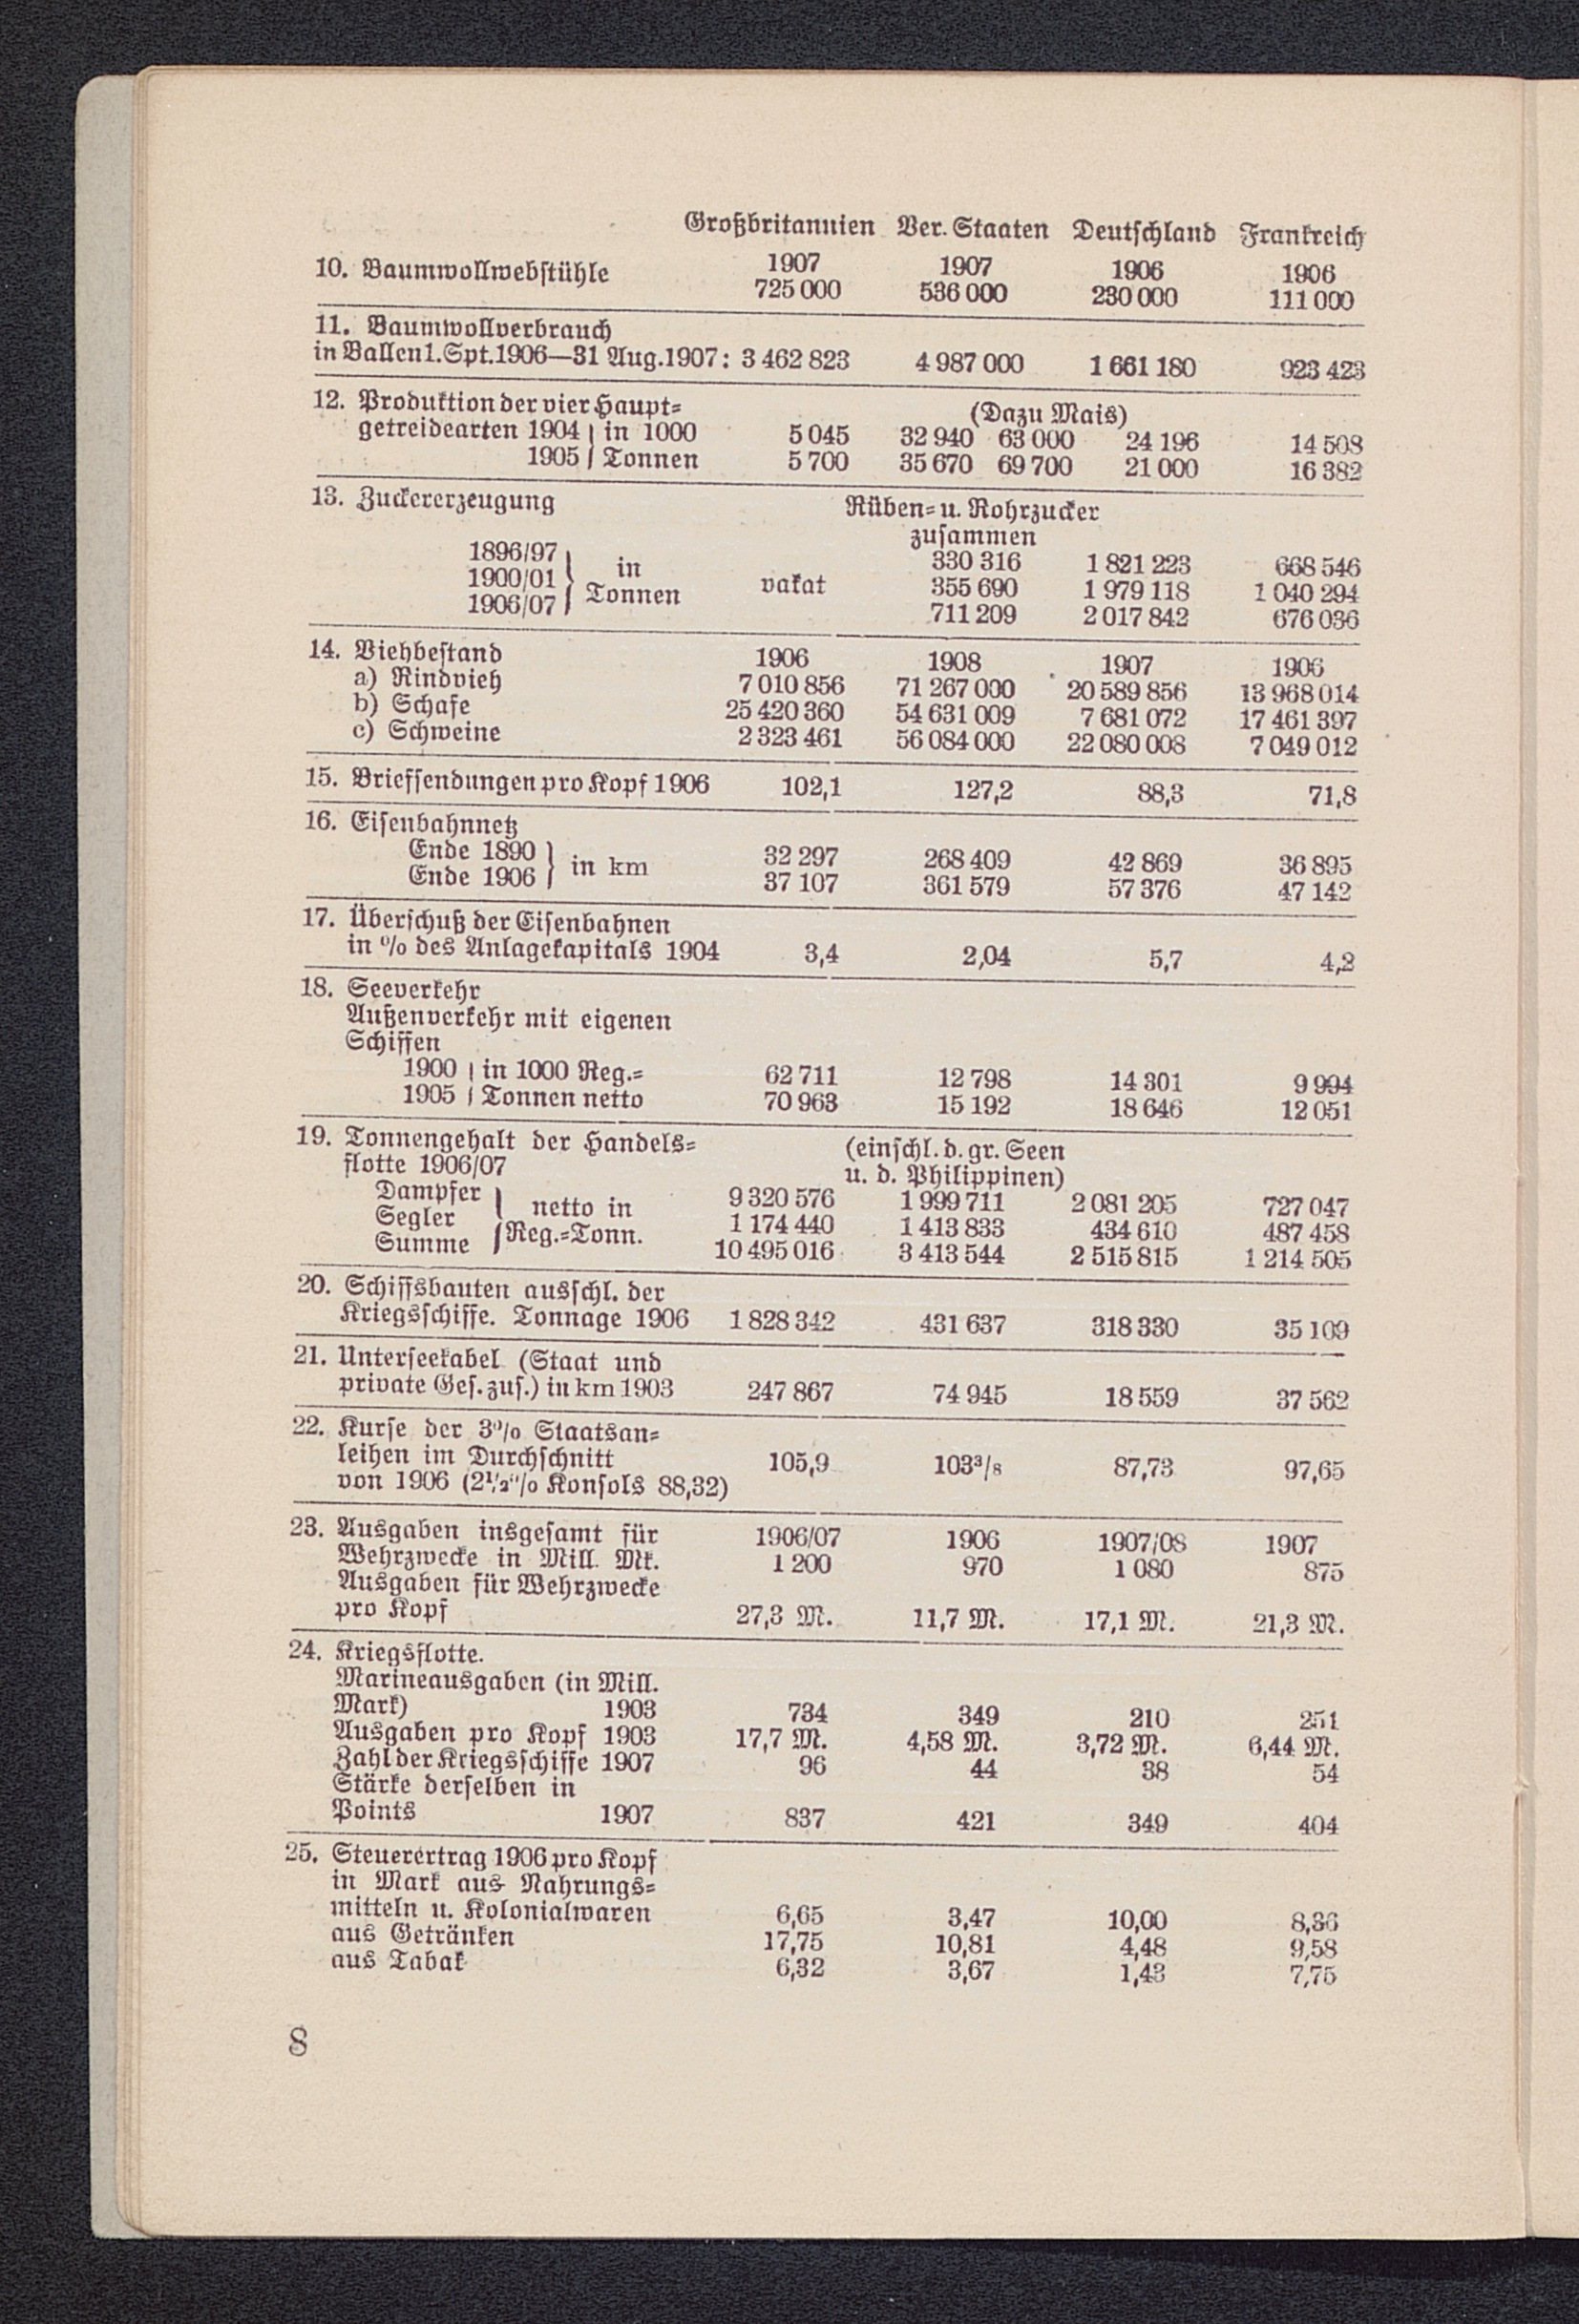 Großbritannien Ver. Staaten Deutschland Frankreich
10. Baumwollwebstühle 1907 1907 1906 1906
725 000 536 000 230 000 111 000
11. Baumwollverbrauch
in Ballen 1. Spt. 1906—31 Aug. 1907: 3 462 823 4 987 000 1 661 180 923 423
12. Produktion der vier Haupt- (Dazu Mais)
getreidearten 1904 } in 1000 5 045 32 940 63 000 24 196 14 508
1905 } Tonnen 5 700 35 670 69 700 21 000 16 382
13. Zuckererzeugung Rüben- u. Rohrzucker
zusammen
1896/97 } in 330 316 1 821 223 668 546
1900/01 } Tonnen vakat 355 690 1 979 118 1 040 294
1906/07 } 711 209 2 017 842 676 036
14. Viehbestand 1906 1908 1907 1906
a) Rindvieh 7 010 856 71 267 000 20 589 856 13 968 014
b) Schafe 25 420 360 54 631 009 7 681 072 17 461 397
c) Schweine 2 323 461 56 084 000 22 080 008 7 049 012
15. Briefsendungen pro Kopf 1906 102,1 127,2 88,3 71,8
16. Eisenbahnnetz
Ende 1890 } in km 32 297 268 409 42 869 36 895
Ende 1906 } 37 107 361 579 57 376 47 142
17. Überschuß der Eisenbahnen
in % des Anlagekapitals 1904 3,4 2,04 5,7 4,2
18. Seeverkehr
Außenverkehr mit eigenen
Schiffen
1900 } in 1000 Reg.- 62 711 12 798 14 301 9 994
1905 } Tonnen netto 70 963 15 192 18 646 12 051
19. Tonnengehalt der Handels- (einschl. d. gr. Seen
flotte 1906/07 u. d. Philippinen)
Dampfer } netto in 9 320 576 1 999 711 2 081 205 727 047
Segler } Reg.-Tonn. 1 174 440 1 413 833 434 610 487 458
Summe } 10 495 016 3 413 544 2 515 815 1 214 505
20. Schiffsbauten ausschl. der
Kriegsschiffe. Tonnage 1906 1 828 342 431 637 318 330 35 109
21. Unterseekabel (Staat und
private Ges. zus.) in km 1903 247 867 74 945 18 559 37 562
22. Kurse der 3% Staatsan-
leihen im Durchschnitt 105,9 103³/₈ 87,73 97,65
von 1906 (2½% Konsols 88,32)
23. Ausgaben insgesamt für 1906/07 1906 1907/08 1907
Wehrzwecke in Mill. Mk. 1 200 970 1 080 875
Ausgaben für Wehrzwecke
pro Kopf 27,3 M. 11,7 M. 17,1 M. 21,3 M.
24. Kriegsflotte.
Marineausgaben (in Mill.
Mark) 1903 734 349 210 251
Ausgaben pro Kopf 1903 17,7 M. 4,58 M. 3,72 M. 6,44 M.
Zahl der Kriegsschiffe 1907 96 44 38 54
Stärke derselben in
Points 1907 837 421 349 404
25. Steuerertrag 1906 pro Kopf
in Mark aus Nahrungs-
mitteln u. Kolonialwaren 6,65 3,47 10,00 8,36
aus Getränken 17,75 10,81 4,48 9,58
aus Tabak 6,32 3,67 1,43 7,75
8